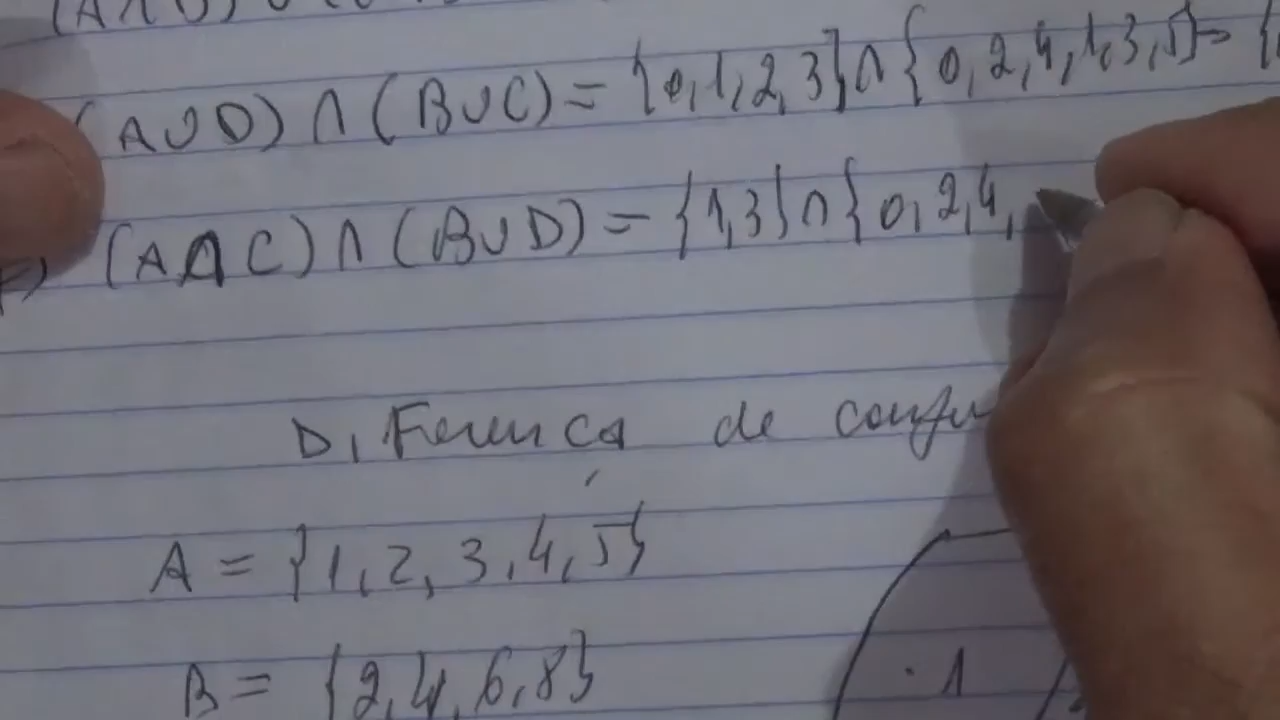 (A∪D) ∩ (B∪C) = {0,1,2,3} ∩ {0,2,4,1,3,5} = {
(A∩C) ∩ (B∪D) = {1,3} ∩ {0,2,4,
Diferença de
A = {1,2,3,4,5}
B = {2,4,6,8}
.1